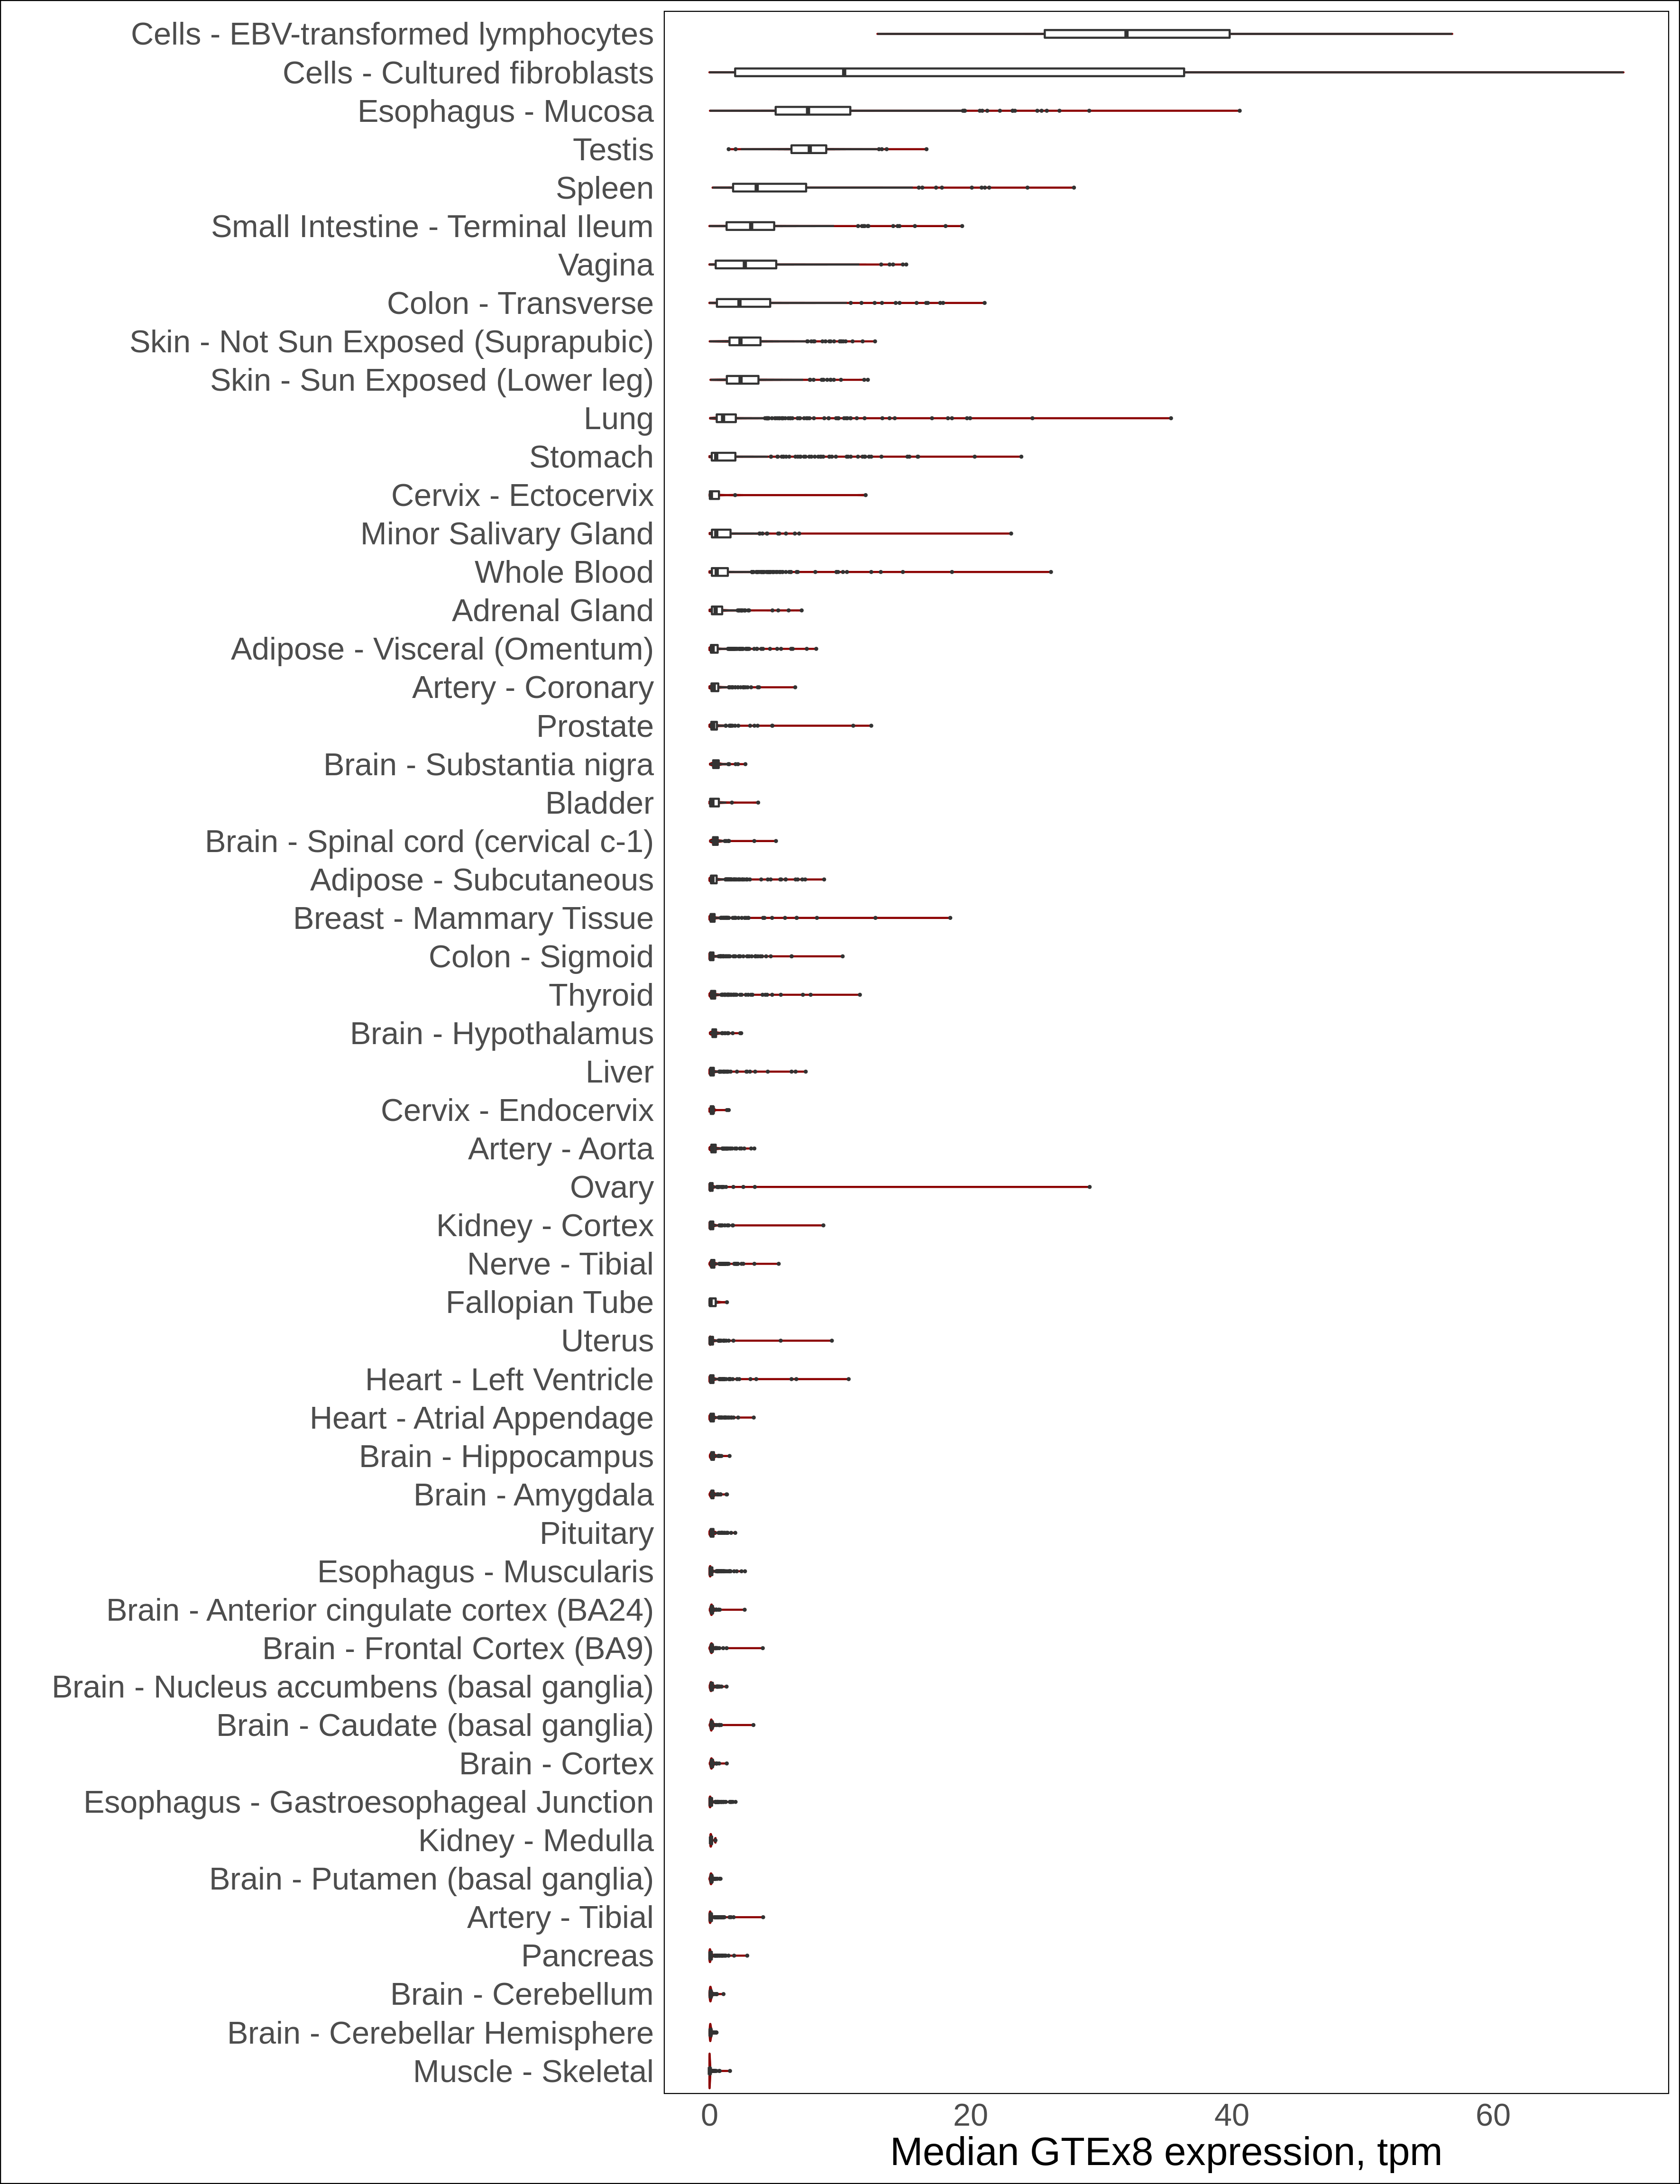 Cells - EBV-transformed lymphocytes
Cells - Cultured fibroblasts
Esophagus - Mucosa
Testis
Spleen
Small Intestine - Terminal Ileum
Vagina
Colon - Transverse
Skin - Not Sun Exposed (Suprapubic)
Skin - Sun Exposed (Lower leg)
Lung
Stomach
Cervix - Ectocervix
Minor Salivary Gland
Whole Blood
Adrenal Gland
Adipose - Visceral (Omentum)
Artery - Coronary
Prostate
Brain - Substantia nigra
Bladder
Brain - Spinal cord (cervical c-1)
Adipose - Subcutaneous
Breast - Mammary Tissue
Colon - Sigmoid
Thyroid
Brain - Hypothalamus
Liver
Cervix - Endocervix
Artery - Aorta
Ovary
Kidney - Cortex
Nerve - Tibial
Fallopian Tube
Uterus
Heart - Left Ventricle
Heart - Atrial Appendage
Brain - Hippocampus
Brain - Amygdala
Pituitary
Esophagus - Muscularis
Brain - Anterior cingulate cortex (BA24)
Brain - Frontal Cortex (BA9)
Brain - Nucleus accumbens (basal ganglia)
Brain - Caudate (basal ganglia)
Brain - Cortex
Esophagus - Gastroesophageal Junction
Kidney - Medulla
Brain - Putamen (basal ganglia)
Artery - Tibial
Pancreas
Brain - Cerebellum
Brain - Cerebellar Hemisphere
Muscle - Skeletal
0 20 40 60
Median GTEx8 expression, tpm